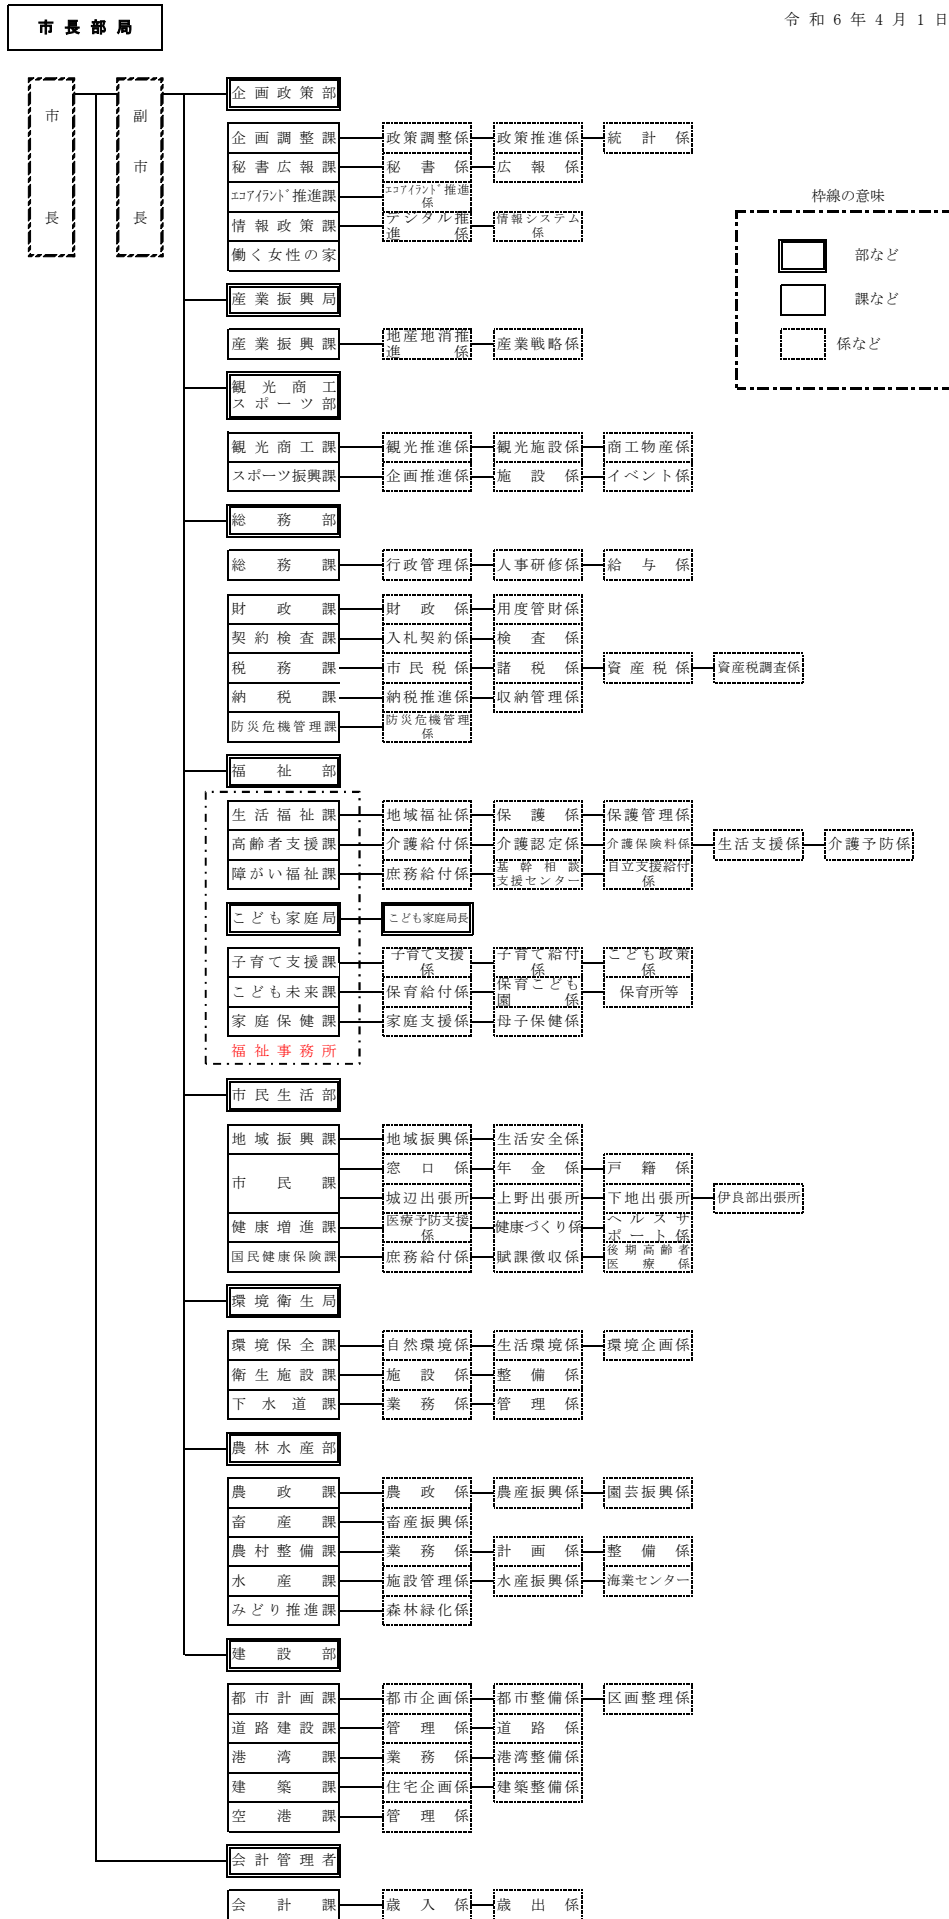 市長部局
令和6年4月1日
市長
副市長
企画政策部
企画調整課 政策調整係 政策推進係 統計係
秘書広報課 秘書係 広報係
ｴｺｱｲﾗﾝﾄﾞ推進課 ｴｺｱｲﾗﾝﾄﾞ推進係
情報政策課 デジタル推進係 情報システム係
働く女性の家
枠線の意味
部など
課など
係など
産業振興局
産業振興課 地産地消推進係 産業戦略係
観光商工スポーツ部
観光商工課 観光推進係 観光施設係 商工物産係
スポーツ振興課 企画推進係 施設係 イベント係
総務部
総務課 行政管理係 人事研修係 給与係
財政課 財政係 用度管財係
契約検査課 入札契約係 検査係
税務課 市民税係 諸税係 資産税係 資産税調査係
納税課 納税推進係 収納管理係
防災危機管理課 防災危機管理係
福祉部
生活福祉課 地域福祉係 保護係 保護管理係
高齢者支援課 介護給付係 介護認定係 介護保険料係 生活支援係 介護予防係
障がい福祉課 庶務給付係 基幹相談支援センター 自立支援給付係
こども家庭局 こども家庭局長
子育て支援課 子育て支援係 子育て給付係 こども政策係
こども未来課 保育給付係 保育こども園係 保育所等
家庭保健課 家庭支援係 母子保健係
福祉事務所
市民生活部
地域振興課 地域振興係 生活安全係
市民課 窓口係 年金係 戸籍係
城辺出張所 上野出張所 下地出張所 伊良部出張所
健康増進課 医療予防支援係 健康づくり係 ヘルスサポート係
国民健康保険課 庶務給付係 賦課徴収係 後期高齢者医療係
環境衛生局
環境保全課 自然環境係 生活環境係 環境企画係
衛生施設課 施設係 整備係
下水道課 業務係 管理係
農林水産部
農政課 農政係 農産振興係 園芸振興係
畜産課 畜産振興係
農村整備課 業務係 計画係 整備係
水産課 施設管理係 水産振興係 海業センター
みどり推進課 森林緑化係
建設部
都市計画課 都市企画係 都市整備係 区画整理係
道路建設課 管理係 道路係
港湾課 業務係 港湾整備係
建築課 住宅企画係 建築整備係
空港課 管理係
会計管理者
会計課 歳入係 歳出係